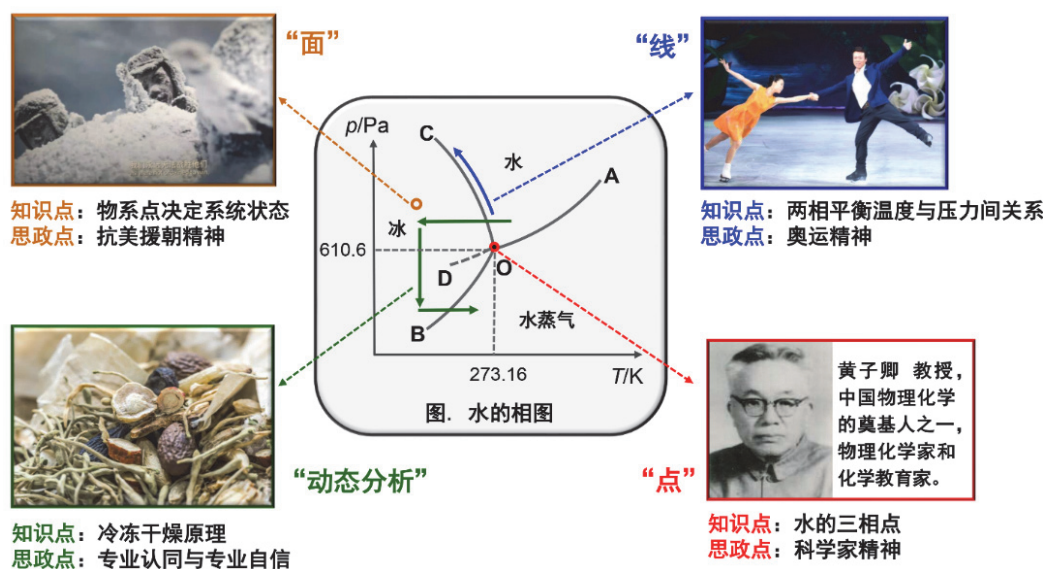 “面”
“线”
知识点：物系点决定系统状态
思政点：抗美援朝精神
p/Pa
C
水
A
冰
610.6
O
D
B
水蒸气
273.16
T/K
图. 水的相图
知识点：两相平衡温度与压力间关系
思政点：奥运精神
“动态分析”
“点”
黄子卿 教授，
中国物理化学
的奠基人之一，
物理化学家和
化学教育家。
知识点：冷冻干燥原理
思政点：专业认同与专业自信
知识点：水的三相点
思政点：科学家精神